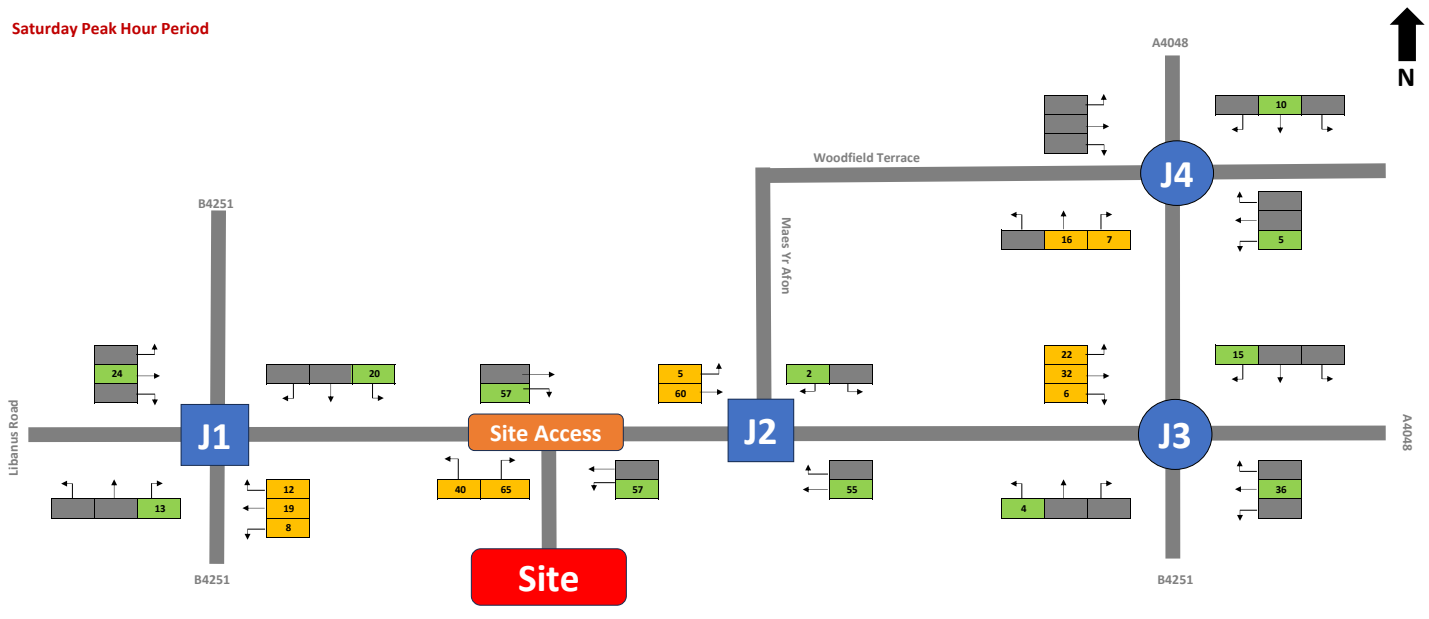 Saturday Peak Hour Period
A4048
N
10
Woodfield Terrace
J4
B4251
Maes Yr Afon
5
16 7
24
20
57
5
60
2
22
32
6
15
Libanus Road
J1
Site Access
J2
J3
A4048
13
12
19
8
40 65
57
55
4
36
B4251
Site
B4251